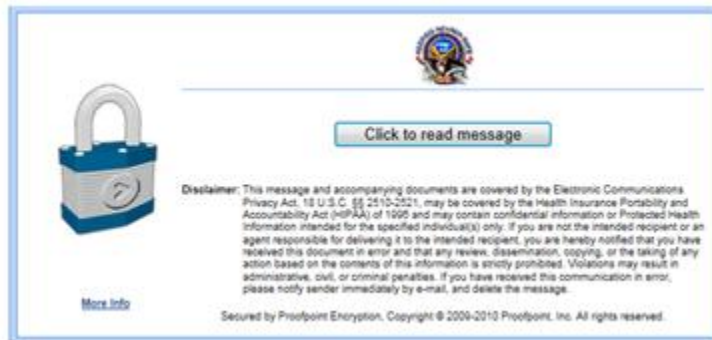 Click to read message
Disclaimer: This message and accompanying documents are covered by the Electronic Communications
Privacy Act, 18 U.S.C. §§ 2510-2521, may be covered by the Health Insurance Portability and
Accountability Act (HIPAA) of 1996 and may contain confidential information or Protected Health
Information intended for the specified individual(s) only. If you are not the intended recipient or an
agent responsible for delivering it to the intended recipient, you are hereby notified that you have
received this document in error and that any review, dissemination, copying, or the taking of any
action based on the contents of this information is strictly prohibited. Violations may result in
administrative, civil, or criminal penalties. If you have received this communication in error,
please notify sender immediately by e-mail, and delete the message.
More Info
Secured by Proofpoint Encryption, Copyright © 2009-2010 Proofpoint, Inc. All rights reserved.